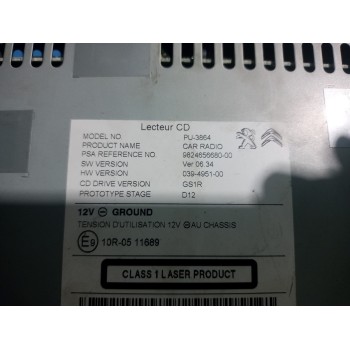 Lecteur CD
MODEL NO. PU-3864
PRODUCT NAME CAR RADIO
PSA REFERENCE NO. 9824656680-00
SW VERSION Ver 06.34
HW VERSION 039-4951-00
CD DRIVE VERSION GS1R
PROTOTYPE STAGE D12
12V ⊖ GROUND
TENSION D'UTILISATION 12V ⊖AU CHASSIS
E9 10R-05 11689
CLASS 1 LASER PRODUCT